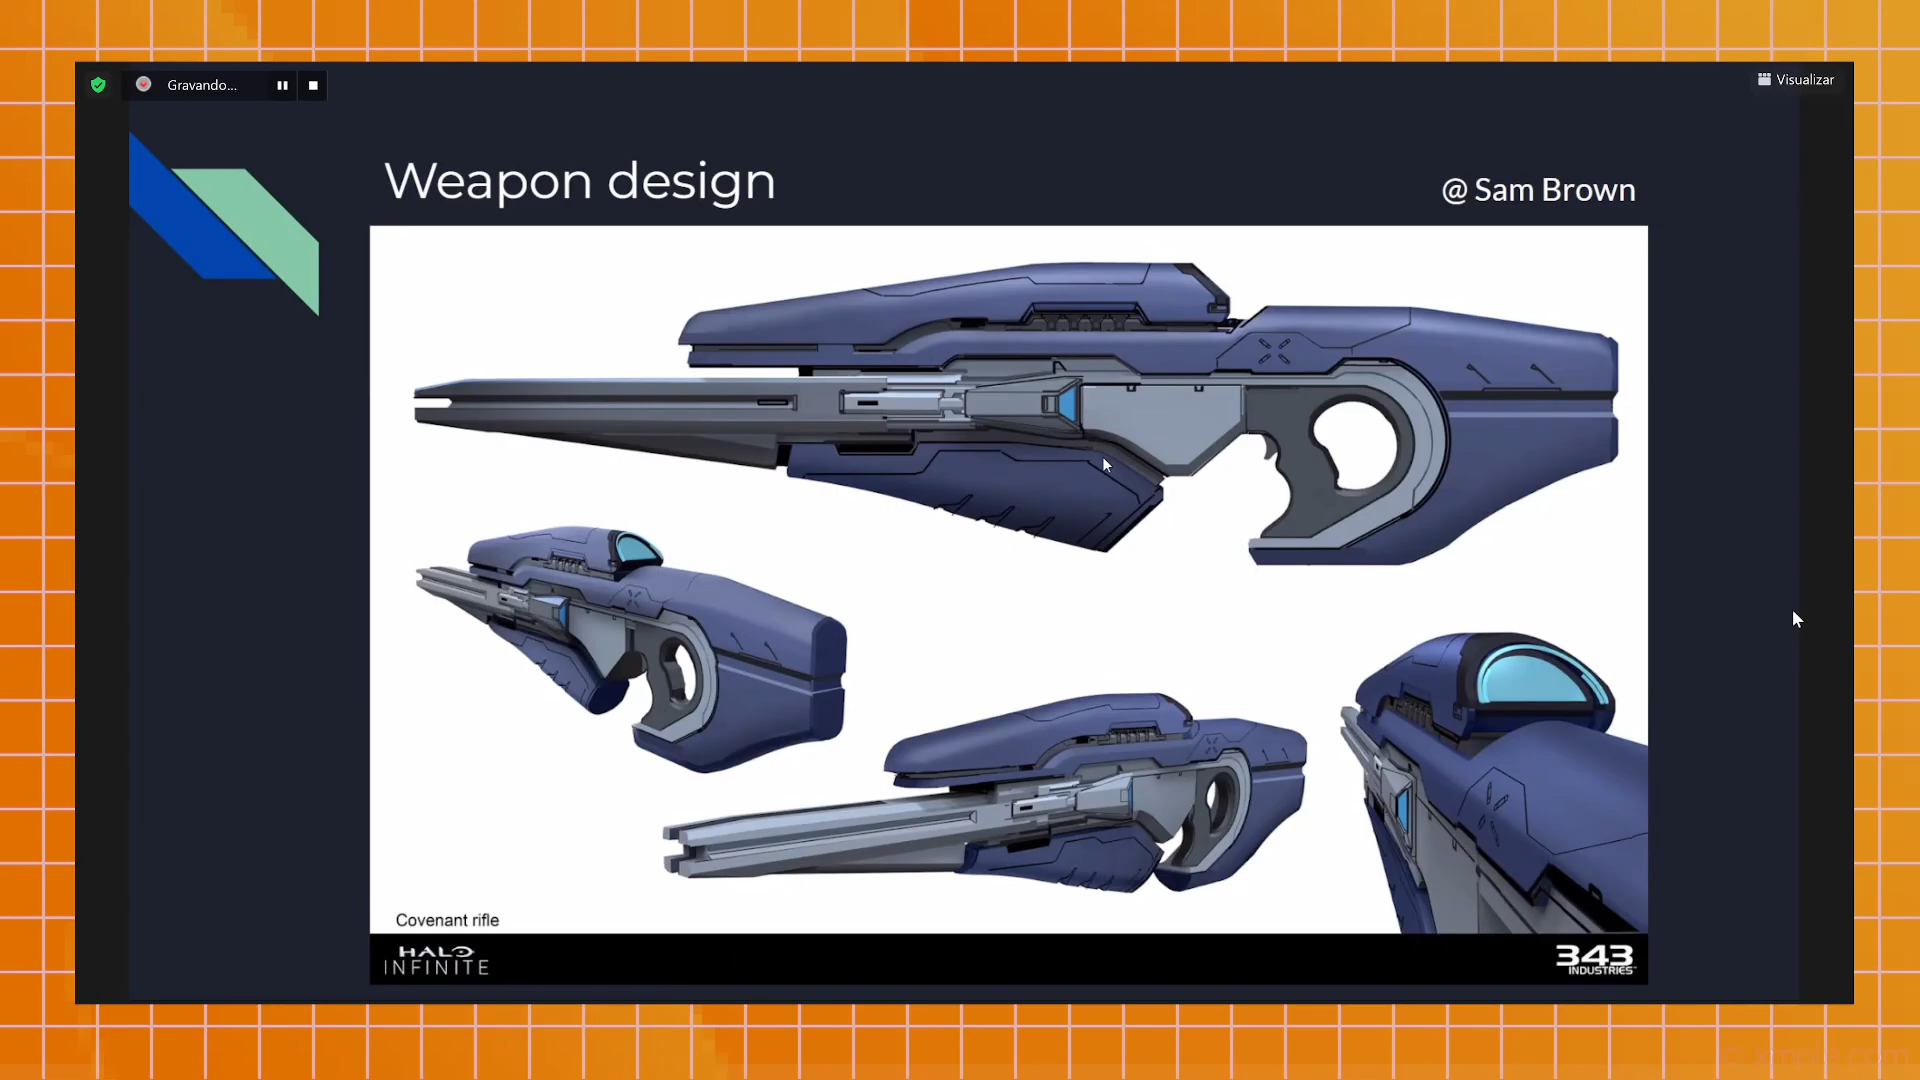 Gravando...
Visualizar
Weapon design
@ Sam Brown
Covenant rifle
HALO
INFINITE
343
INDUSTRIES